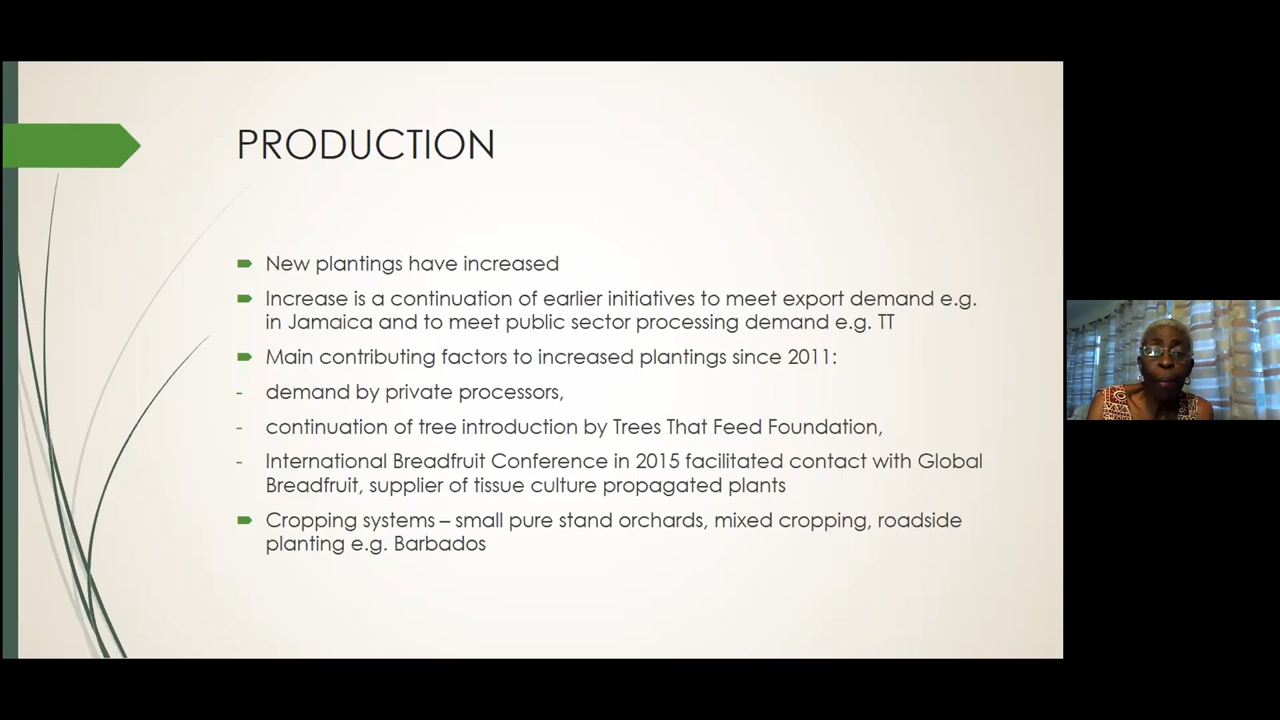 PRODUCTION
New plantings have increased
Increase is a continuation of earlier initiatives to meet export demand e.g.
in Jamaica and to meet public sector processing demand e.g. TT
Main contributing factors to increased plantings since 2011:
- demand by private processors,
- continuation of tree introduction by Trees That Feed Foundation,
- International Breadfruit Conference in 2015 facilitated contact with Global
Breadfruit, supplier of tissue culture propagated plants
Cropping systems – small pure stand orchards, mixed cropping, roadside
planting e.g. Barbados